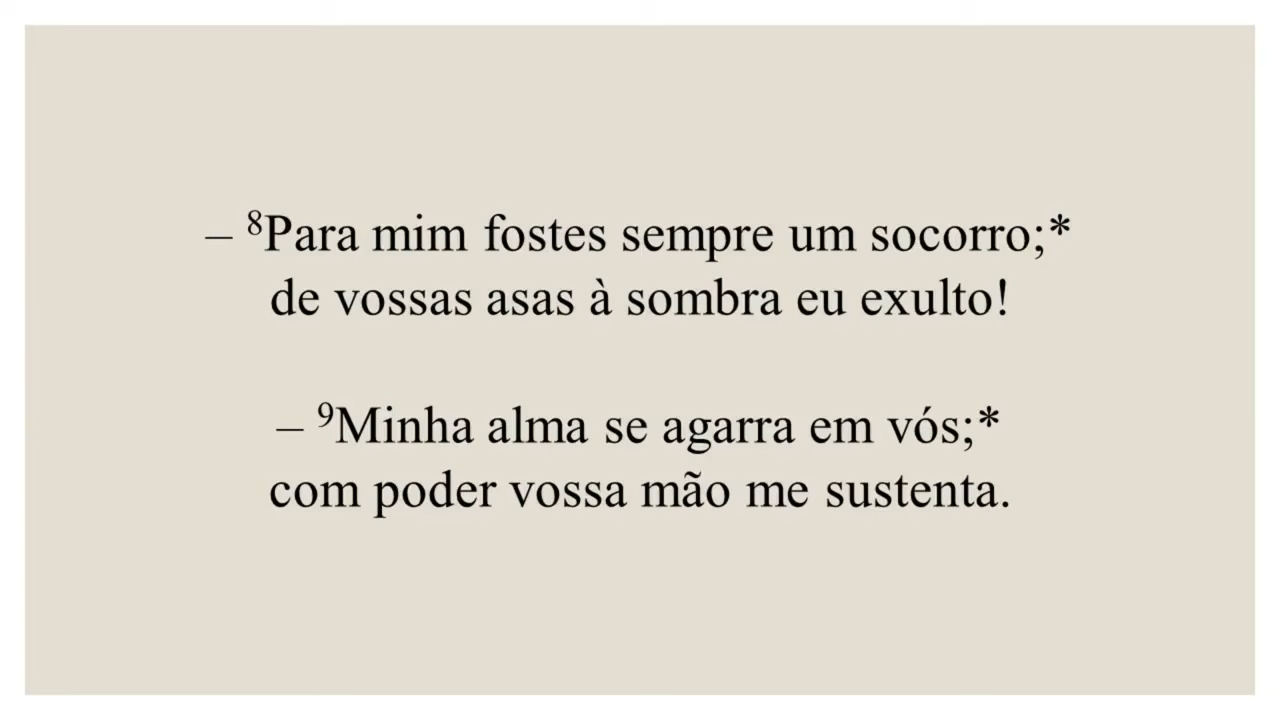 – ⁸Para mim fostes sempre um socorro;*
de vossas asas à sombra eu exulto!
– ⁹Minha alma se agarra em vós;*
com poder vossa mão me sustenta.